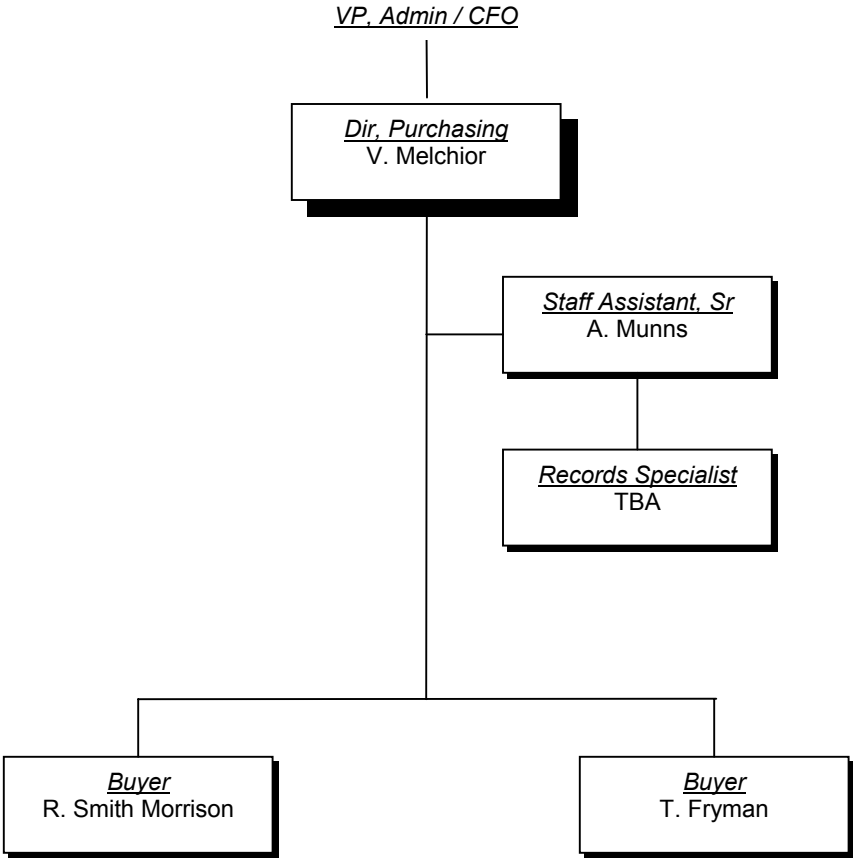 VP, Admin / CFO
Dir, Purchasing
V. Melchior
Staff Assistant, Sr
A. Munns
Records Specialist
TBA
Buyer
R. Smith Morrison
Buyer
T. Fryman